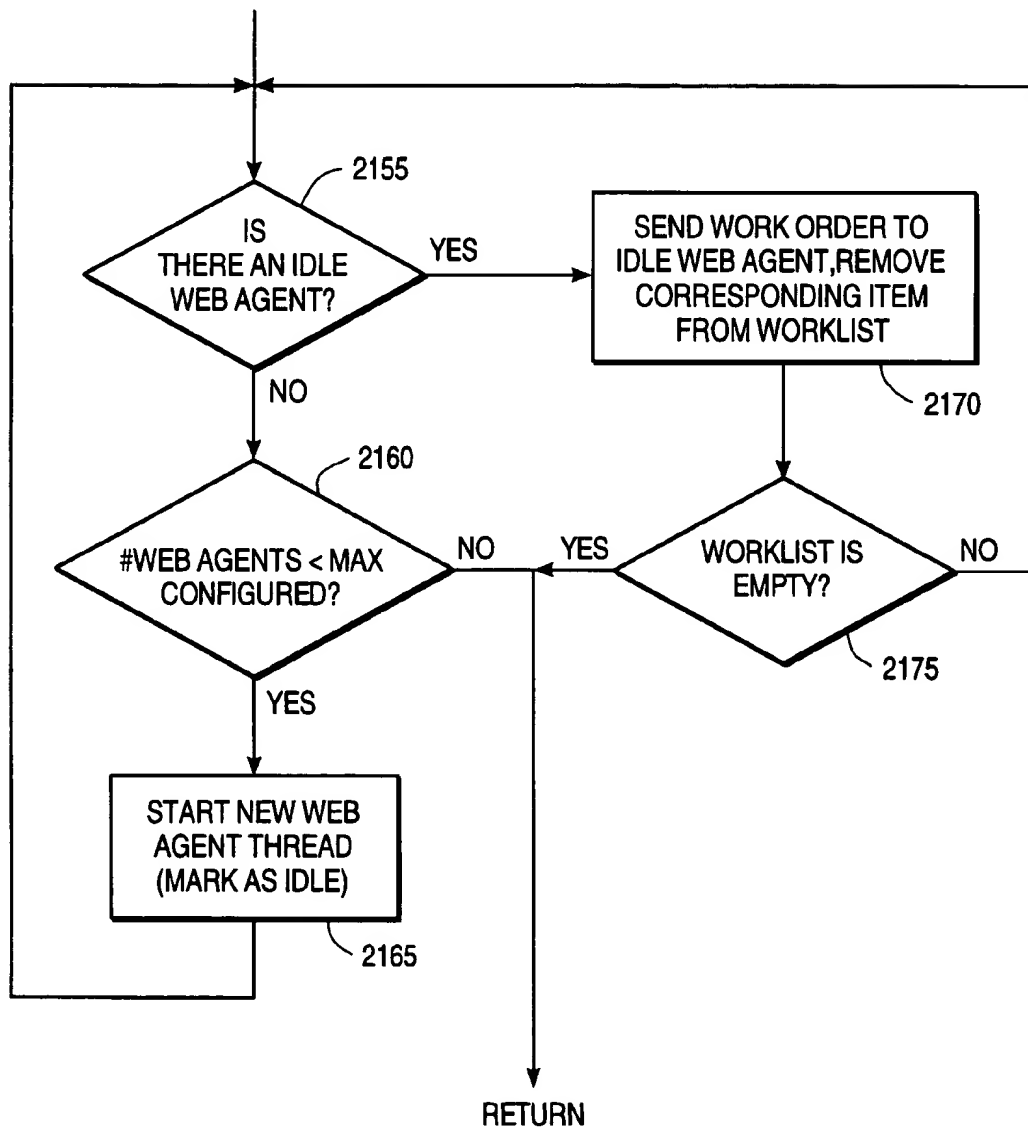 2155
IS
THERE AN IDLE
WEB AGENT?
YES
NO
SEND WORK ORDER TO
IDLE WEB AGENT,REMOVE
CORRESPONDING ITEM
FROM WORKLIST
2170
2160
#WEB AGENTS < MAX
CONFIGURED?
NO
YES
YES
WORKLIST IS
EMPTY?
NO
2175
START NEW WEB
AGENT THREAD
(MARK AS IDLE)
2165
RETURN